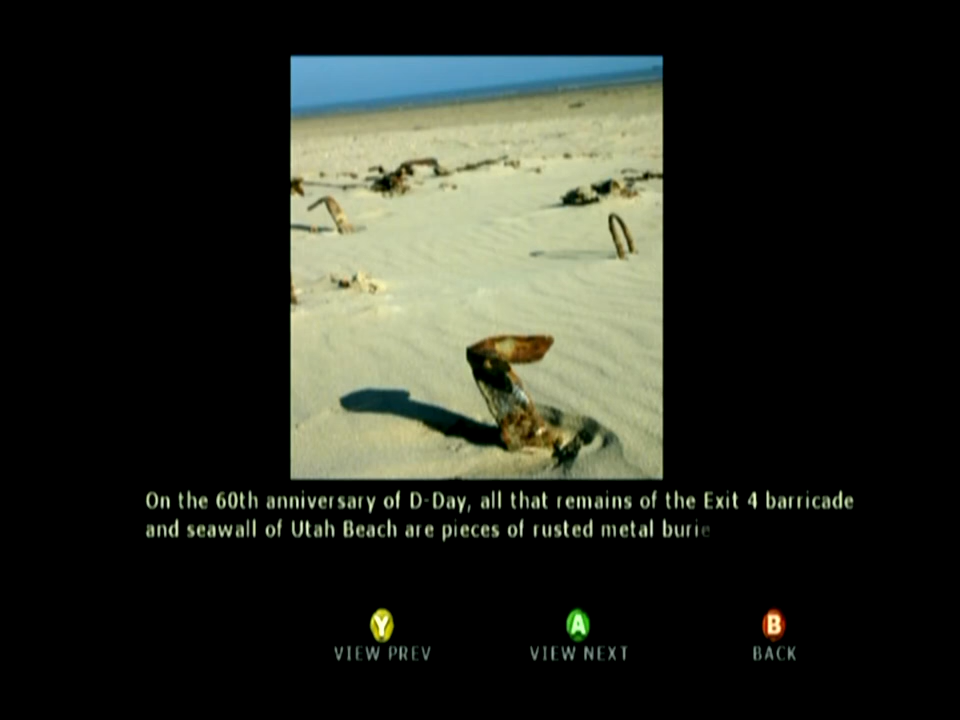 On the 60th anniversary of D-Day, all that remains of the Exit 4 barricade
and seawall of Utah Beach are pieces of rusted metal burie
Y A B
VIEW PREV VIEW NEXT BACK